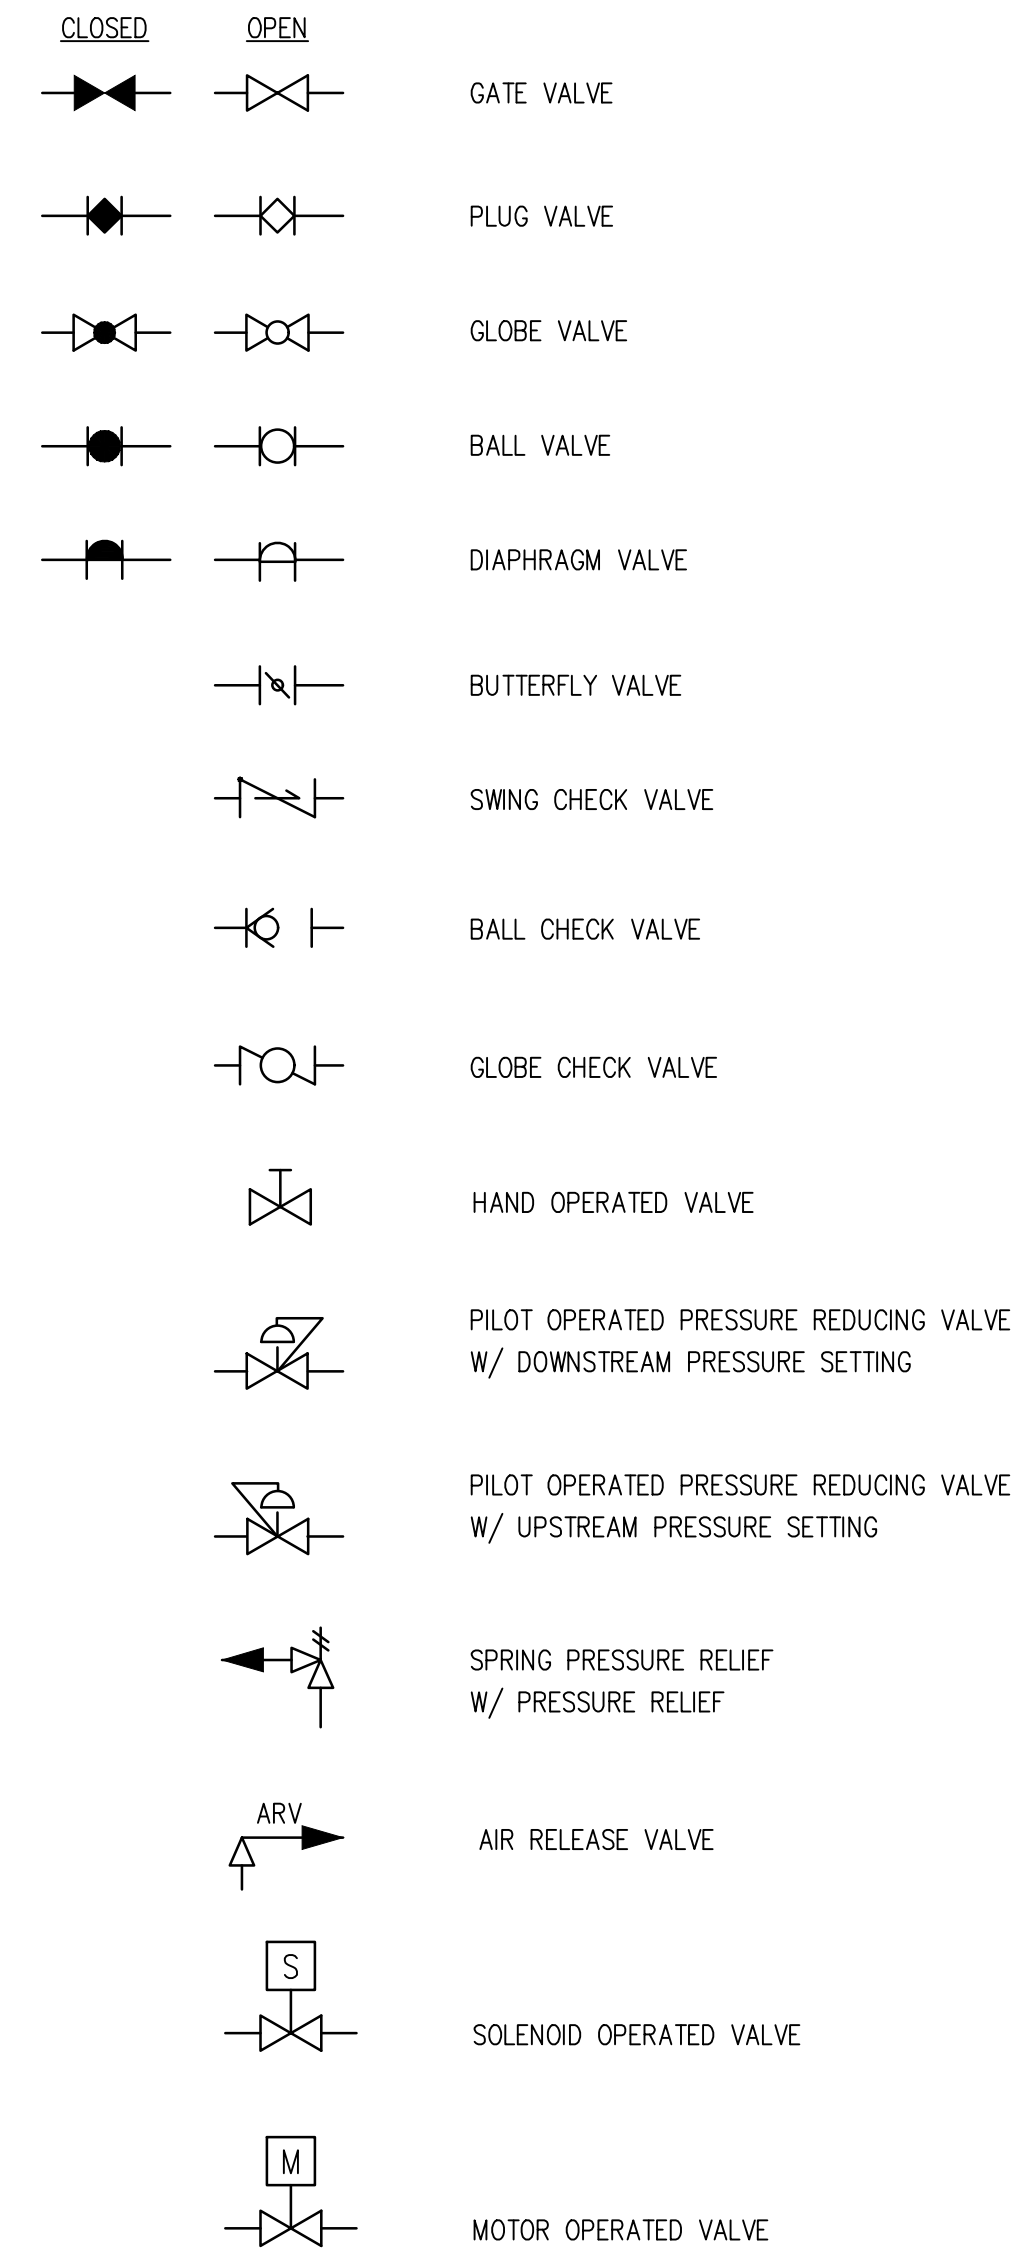 CLOSED OPEN
GATE VALVE
PLUG VALVE
GLOBE VALVE
BALL VALVE
DIAPHRAGM VALVE
BUTTERFLY VALVE
SWING CHECK VALVE
BALL CHECK VALVE
GLOBE CHECK VALVE
HAND OPERATED VALVE
PILOT OPERATED PRESSURE REDUCING VALVE
W/ DOWNSTREAM PRESSURE SETTING
PILOT OPERATED PRESSURE REDUCING VALVE
W/ UPSTREAM PRESSURE SETTING
SPRING PRESSURE RELIEF
W/ PRESSURE RELIEF
ARV
AIR RELEASE VALVE
S
SOLENOID OPERATED VALVE
M
MOTOR OPERATED VALVE